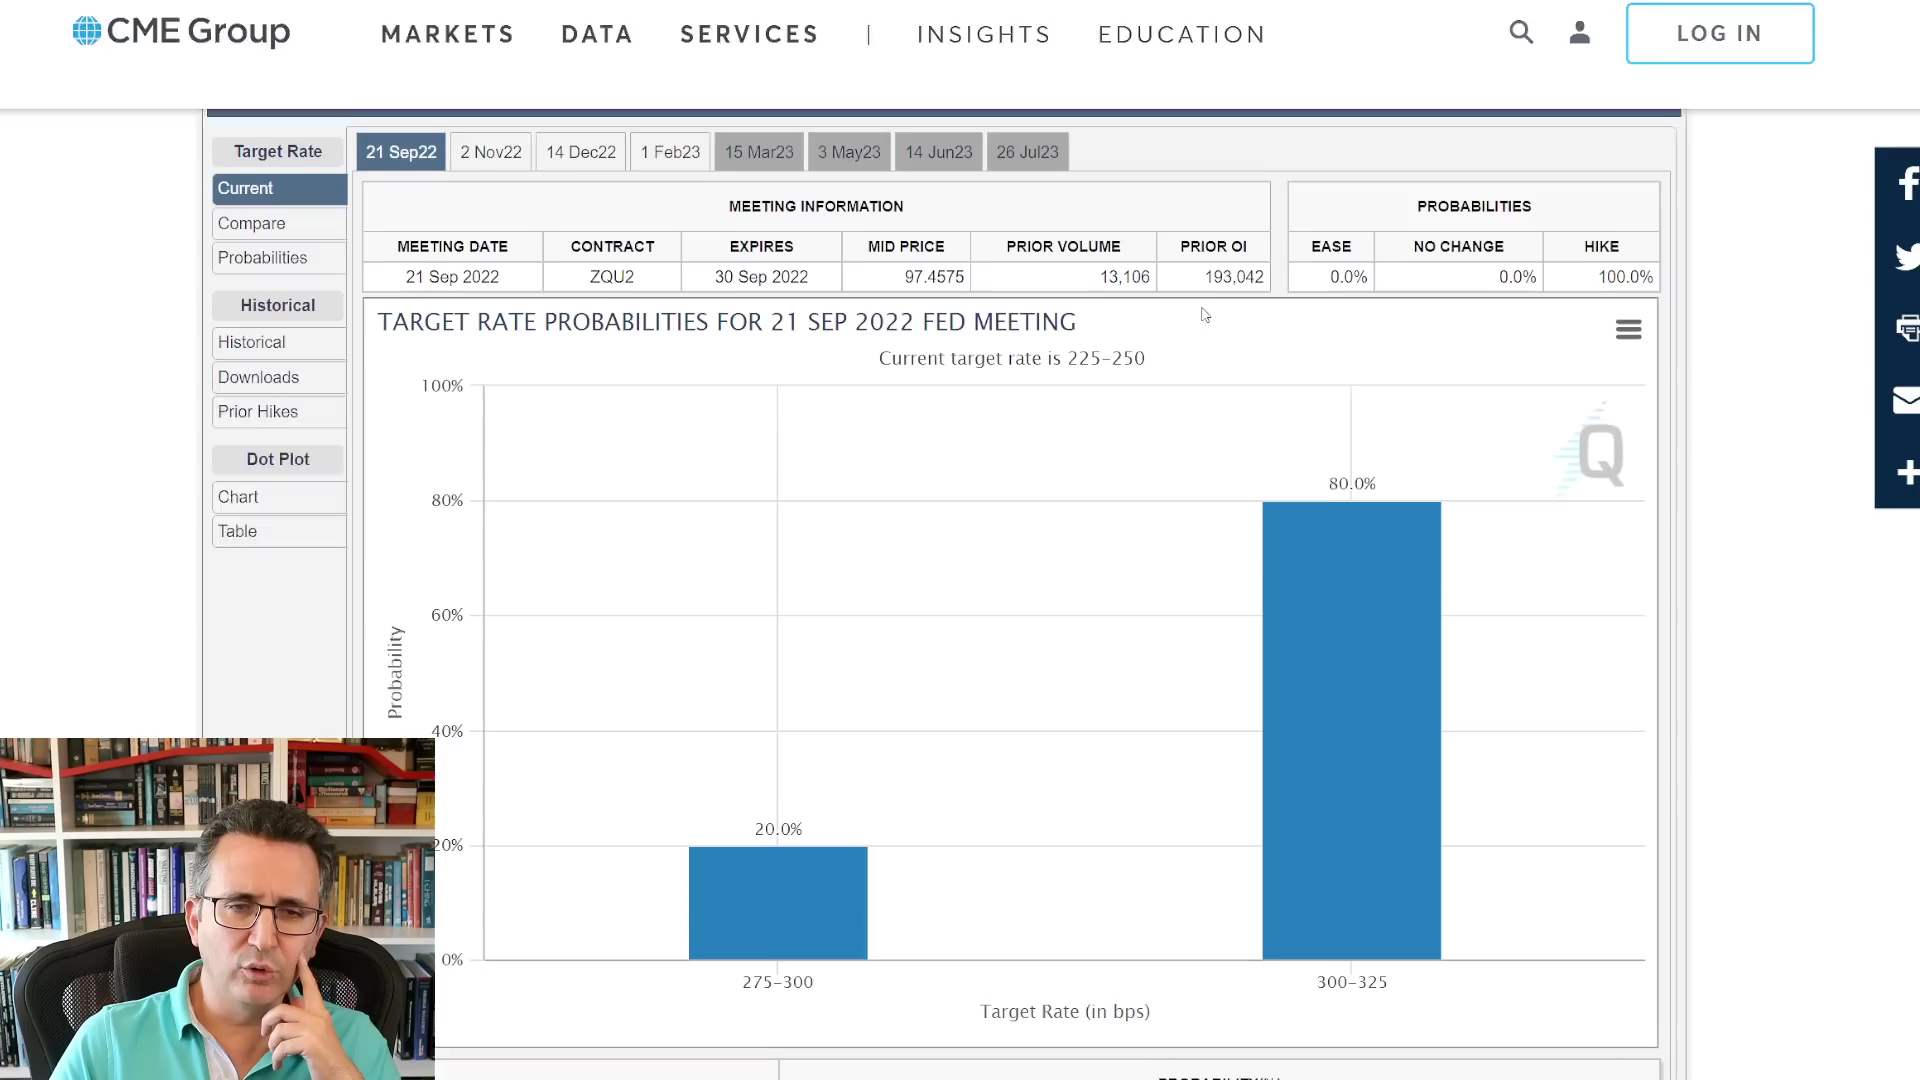 CME Group
MARKETS DATA SERVICES | INSIGHTS EDUCATION
LOG IN
Target Rate
Current
Compare
Probabilities
Historical
Historical
Downloads
Prior Hikes
Dot Plot
Chart
Table
21 Sep22 2 Nov22 14 Dec22 1 Feb23 15 Mar23 3 May23 14 Jun23 26 Jul23
MEETING INFORMATION
MEETING DATE CONTRACT EXPIRES MID PRICE PRIOR VOLUME PRIOR OI
21 Sep 2022 ZQU2 30 Sep 2022 97.4575 13,106 193,042
PROBABILITIES
EASE NO CHANGE HIKE
0.0% 0.0% 100.0%
TARGET RATE PROBABILITIES FOR 21 SEP 2022 FED MEETING
Current target rate is 225-250
Q
Probability
100%
80%
60%
40%
20%
0%
20.0%
80.0%
275-300
300-325
Target Rate (in bps)